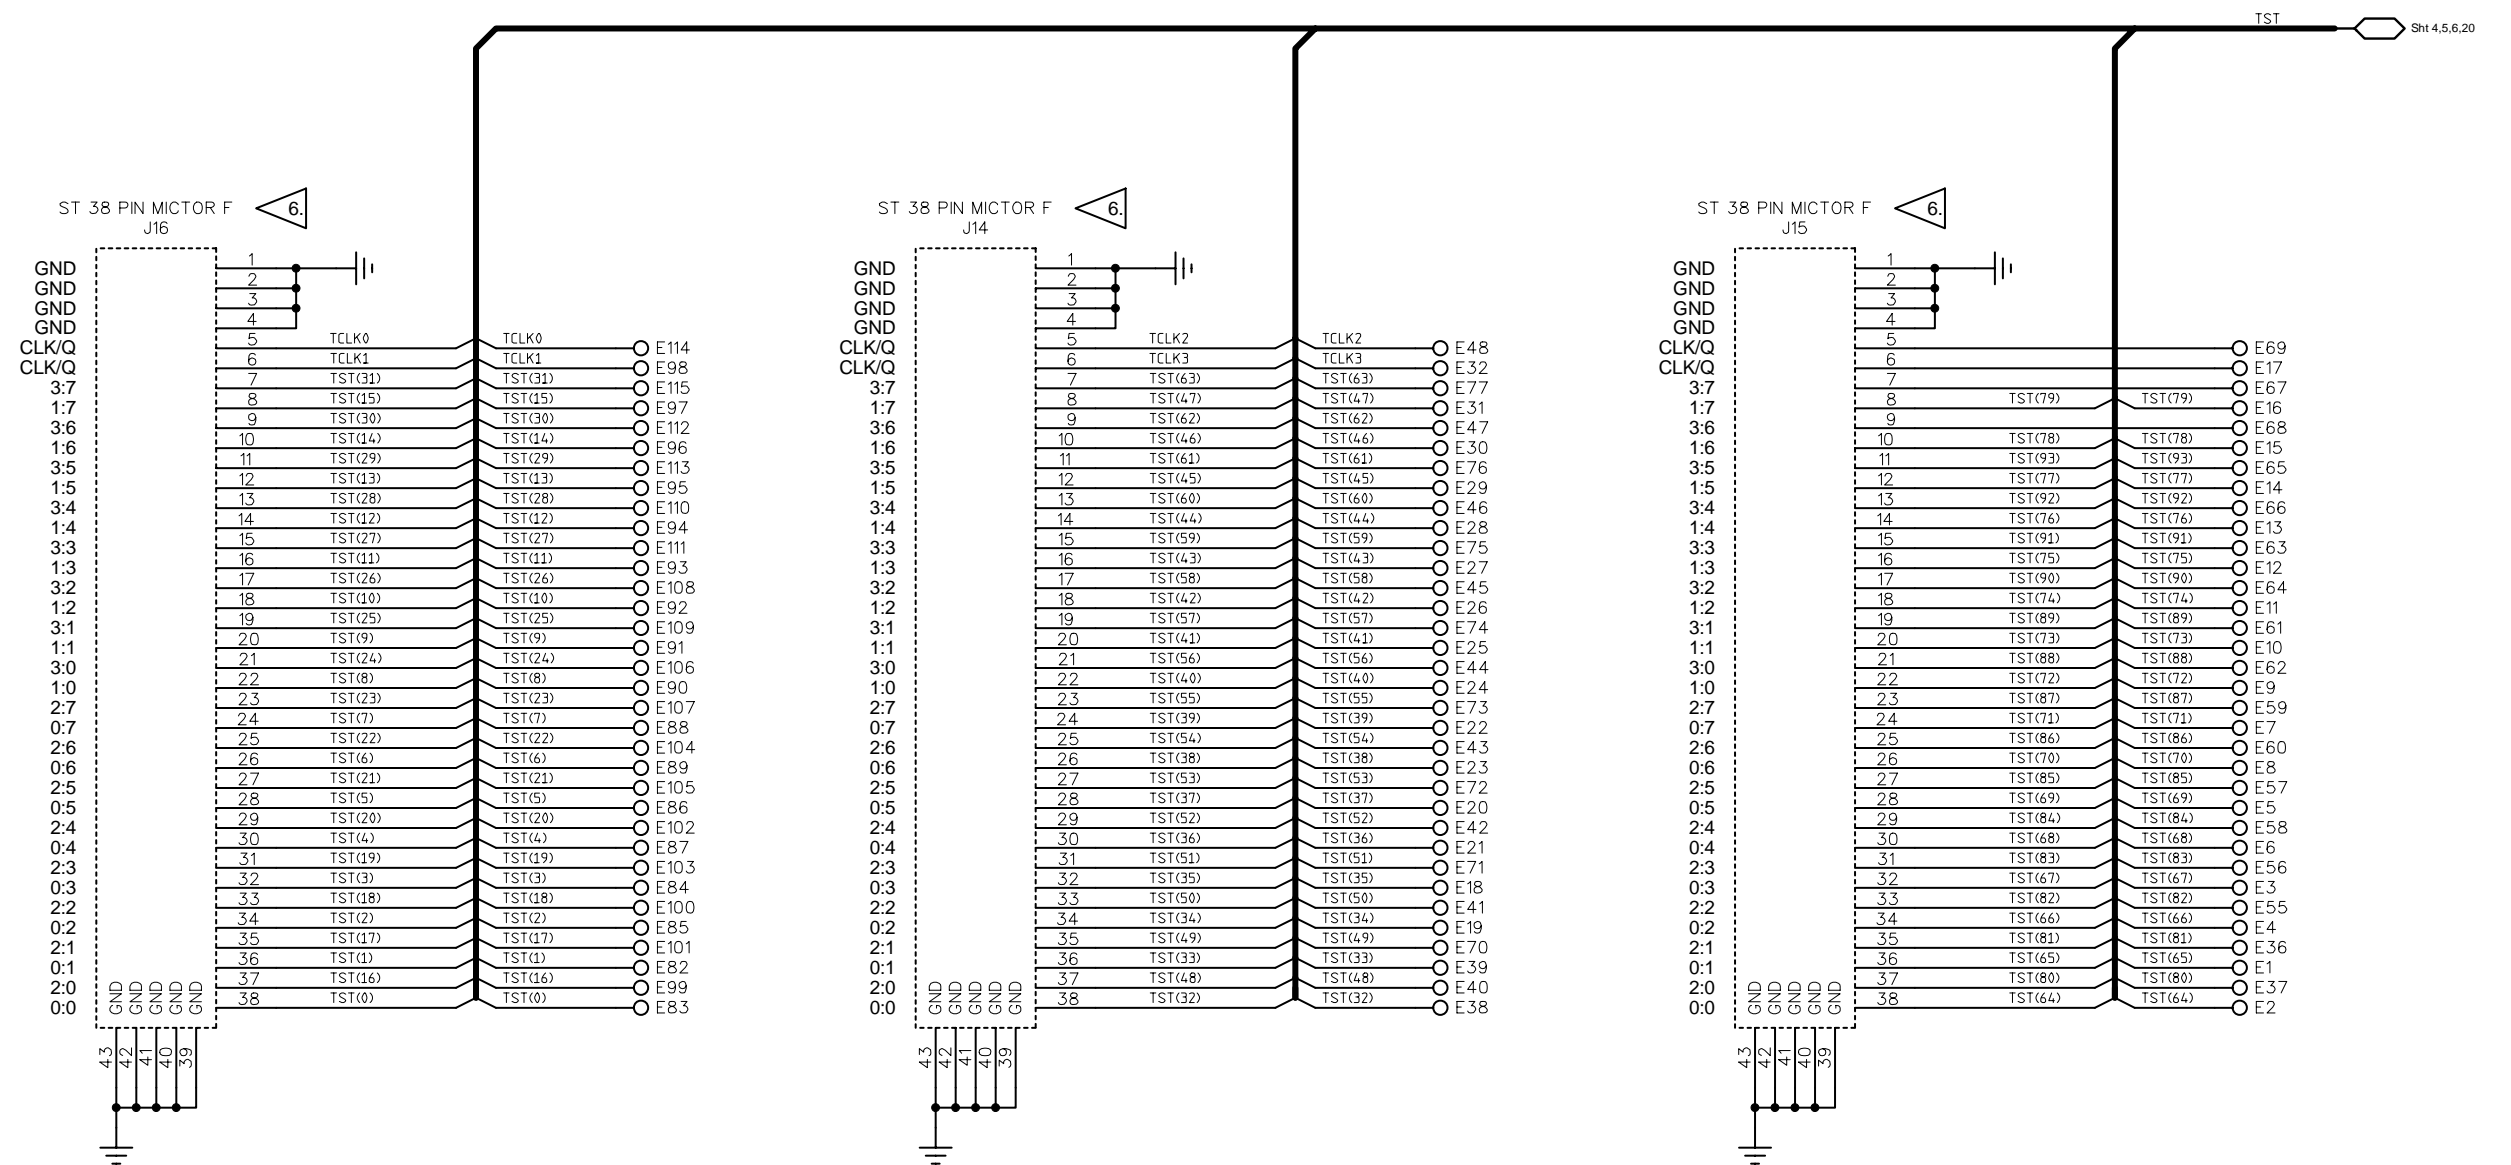 TST
Sht 4,5,6,20
ST 38 PIN MICTOR F 6.
J16
GND 1
GND 2
GND 3
GND 4
CLK/Q 5 TCLK0 TCLK0 E114
CLK/Q 6 TCLK1 TCLK1 E98
3:7 7 TST(31) TST(31) E115
1:7 8 TST(15) TST(15) E97
3:6 9 TST(30) TST(30) E112
1:6 10 TST(14) TST(14) E96
3:5 11 TST(29) TST(29) E113
1:5 12 TST(13) TST(13) E95
3:4 13 TST(28) TST(28) E110
1:4 14 TST(12) TST(12) E94
3:3 15 TST(27) TST(27) E111
1:3 16 TST(11) TST(11) E93
3:2 17 TST(26) TST(26) E108
1:2 18 TST(10) TST(10) E92
3:1 19 TST(25) TST(25) E109
1:1 20 TST(9) TST(9) E91
3:0 21 TST(24) TST(24) E106
1:0 22 TST(8) TST(8) E90
2:7 23 TST(23) TST(23) E107
0:7 24 TST(7) TST(7) E88
2:6 25 TST(22) TST(22) E104
0:6 26 TST(6) TST(6) E89
2:5 27 TST(21) TST(21) E105
0:5 28 TST(5) TST(5) E86
2:4 29 TST(20) TST(20) E102
0:4 30 TST(4) TST(4) E87
2:3 31 TST(19) TST(19) E103
0:3 32 TST(3) TST(3) E84
2:2 33 TST(18) TST(18) E100
0:2 34 TST(2) TST(2) E85
2:1 35 TST(17) TST(17) E101
0:1 36 TST(1) TST(1) E82
2:0 37 TST(16) TST(16) E99
0:0 38 TST(0) TST(0) E83
GND GND GND GND GND
43 42 41 40 39
ST 38 PIN MICTOR F 6.
J14
GND 1
GND 2
GND 3
GND 4
CLK/Q 5 TCLK2 TCLK2 E48
CLK/Q 6 TCLK3 TCLK3 E32
3:7 7 TST(63) TST(63) E77
1:7 8 TST(47) TST(47) E31
3:6 9 TST(62) TST(62) E47
1:6 10 TST(46) TST(46) E30
3:5 11 TST(61) TST(61) E76
1:5 12 TST(45) TST(45) E29
3:4 13 TST(60) TST(60) E46
1:4 14 TST(44) TST(44) E28
3:3 15 TST(59) TST(59) E75
1:3 16 TST(43) TST(43) E27
3:2 17 TST(58) TST(58) E45
1:2 18 TST(42) TST(42) E26
3:1 19 TST(57) TST(57) E74
1:1 20 TST(41) TST(41) E25
3:0 21 TST(56) TST(56) E44
1:0 22 TST(40) TST(40) E24
2:7 23 TST(55) TST(55) E73
0:7 24 TST(39) TST(39) E22
2:6 25 TST(54) TST(54) E43
0:6 26 TST(38) TST(38) E23
2:5 27 TST(53) TST(53) E72
0:5 28 TST(37) TST(37) E20
2:4 29 TST(52) TST(52) E42
0:4 30 TST(36) TST(36) E21
2:3 31 TST(51) TST(51) E71
0:3 32 TST(35) TST(35) E18
2:2 33 TST(50) TST(50) E41
0:2 34 TST(34) TST(34) E19
2:1 35 TST(49) TST(49) E70
0:1 36 TST(33) TST(33) E39
2:0 37 TST(48) TST(48) E40
0:0 38 TST(32) TST(32) E38
GND GND GND GND GND
43 42 41 40 39
ST 38 PIN MICTOR F 6.
J15
GND 1
GND 2
GND 3
GND 4
CLK/Q 5 E69
CLK/Q 6 E17
3:7 7 E67
1:7 8 TST(79) TST(79) E16
3:6 9 E68
1:6 10 TST(78) TST(78) E15
3:5 11 TST(93) TST(93) E65
1:5 12 TST(77) TST(77) E14
3:4 13 TST(92) TST(92) E66
1:4 14 TST(76) TST(76) E13
3:3 15 TST(91) TST(91) E63
1:3 16 TST(75) TST(75) E12
3:2 17 TST(90) TST(90) E64
1:2 18 TST(74) TST(74) E11
3:1 19 TST(89) TST(89) E61
1:1 20 TST(73) TST(73) E10
3:0 21 TST(88) TST(88) E62
1:0 22 TST(72) TST(72) E9
2:7 23 TST(87) TST(87) E59
0:7 24 TST(71) TST(71) E7
2:6 25 TST(86) TST(86) E60
0:6 26 TST(70) TST(70) E8
2:5 27 TST(85) TST(85) E57
0:5 28 TST(69) TST(69) E5
2:4 29 TST(84) TST(84) E58
0:4 30 TST(68) TST(68) E6
2:3 31 TST(83) TST(83) E56
0:3 32 TST(67) TST(67) E3
2:2 33 TST(82) TST(82) E55
0:2 34 TST(66) TST(66) E4
2:1 35 TST(81) TST(81) E36
0:1 36 TST(65) TST(65) E1
2:0 37 TST(80) TST(80) E37
0:0 38 TST(64) TST(64) E2
GND GND GND GND GND
43 42 41 40 39